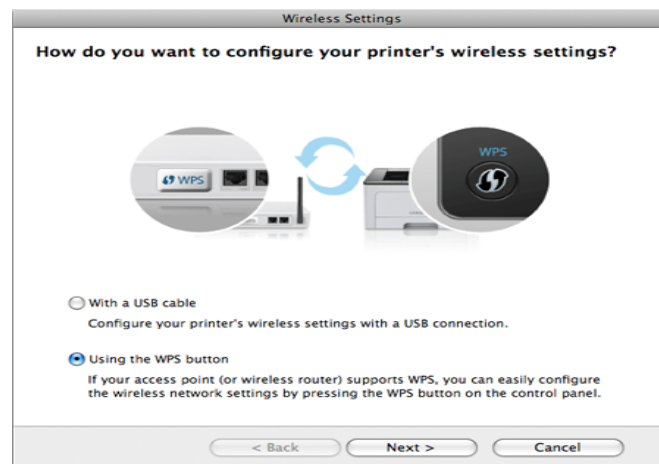 Wireless Settings
How do you want to configure your printer's wireless settings?
WPS
WPS
With a USB cable
Configure your printer's wireless settings with a USB connection.
Using the WPS button
If your access point (or wireless router) supports WPS, you can easily configure
the wireless network settings by pressing the WPS button on the control panel.
< Back
Next >
Cancel